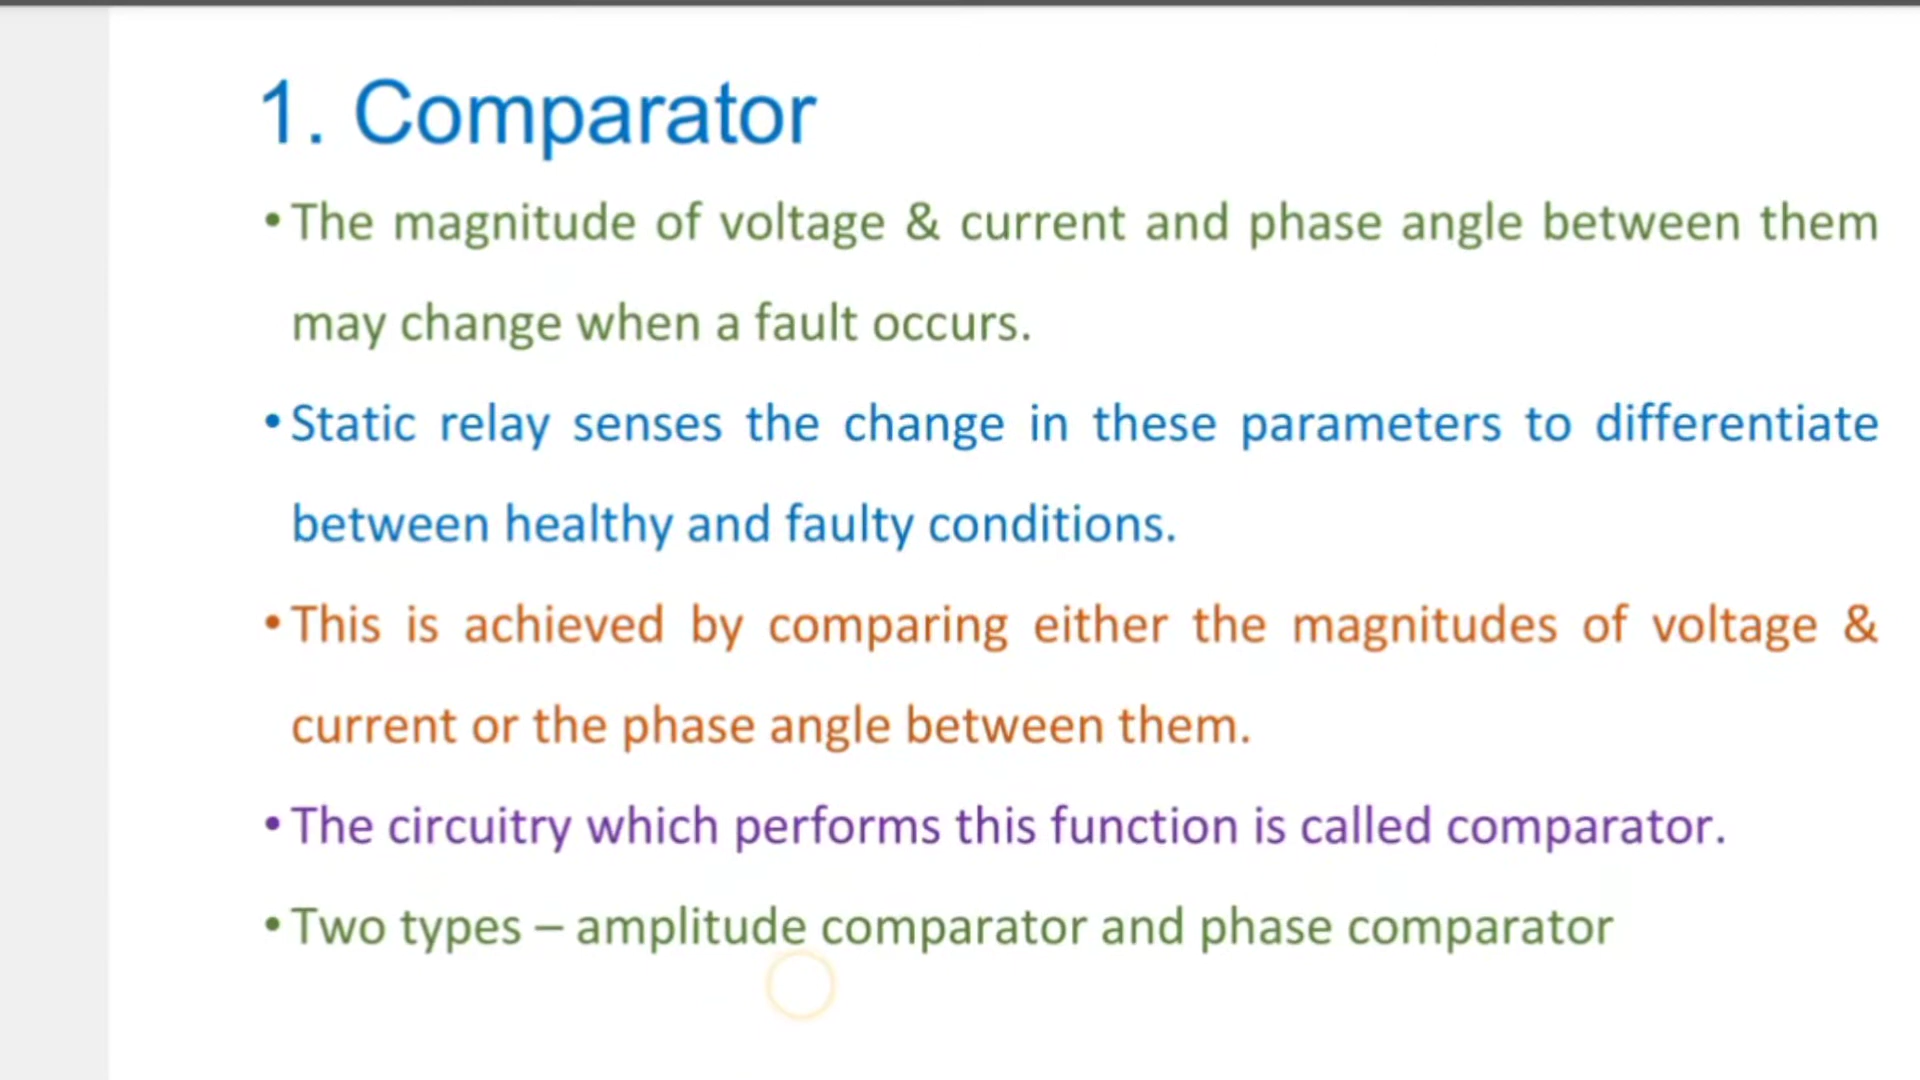 1. Comparator
• The magnitude of voltage & current and phase angle between them
may change when a fault occurs.
• Static relay senses the change in these parameters to differentiate
between healthy and faulty conditions.
• This is achieved by comparing either the magnitudes of voltage &
current or the phase angle between them.
• The circuitry which performs this function is called comparator.
• Two types – amplitude comparator and phase comparator